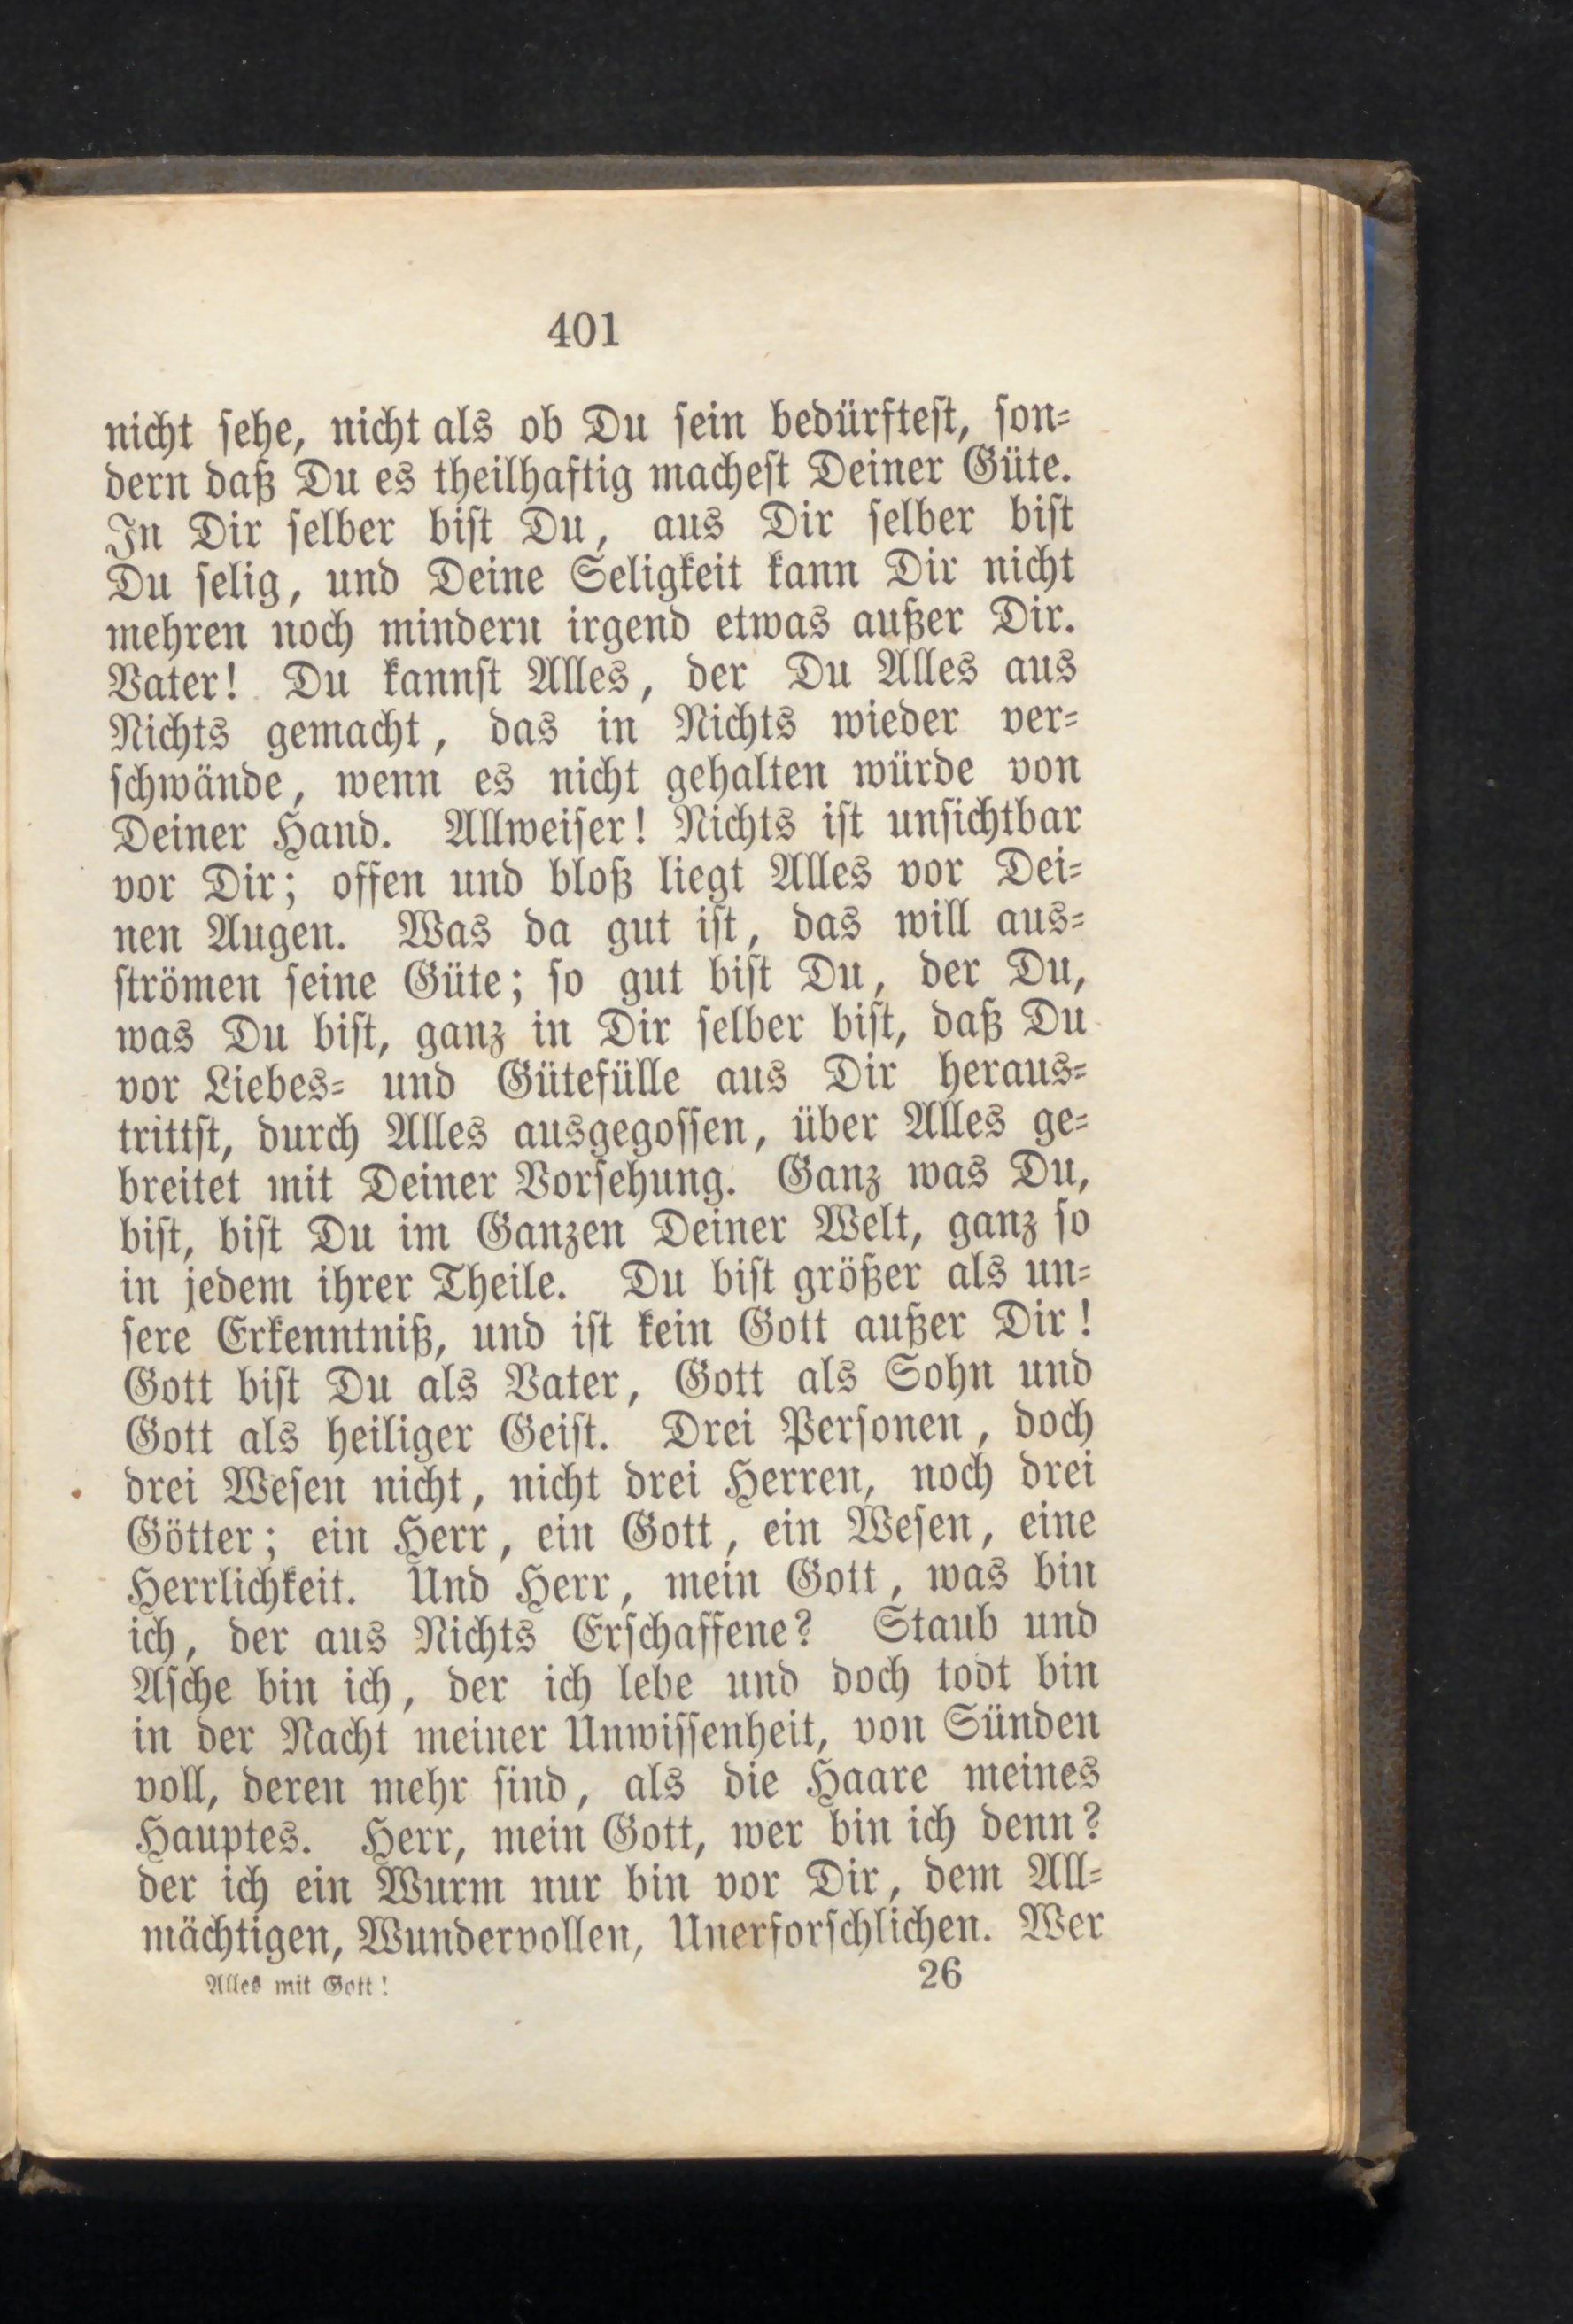 401
nicht sehe, nicht als ob Du sein bedürftest, son-
dern daß Du es theilhaftig machest Deiner Güte.
In Dir selber bist Du, aus Dir selber bist
Du selig, und Deine Seligkeit kann Dir nicht
mehren noch mindern irgend etwas außer Dir.
Vater! Du kannst Alles, der Du Alles aus
Nichts gemacht, das in Nichts wieder ver-
schwände, wenn es nicht gehalten würde von
Deiner Hand. Allweiser! Nichts ist unsichtbar
vor Dir; offen und bloß liegt Alles vor Dei-
nen Augen. Was da gut ist, das will aus-
strömen seine Güte; so gut bist Du, der Du,
was Du bist, ganz in Dir selber bist, daß Du
vor Liebes- und Gütefülle aus Dir heraus-
trittst, durch Alles ausgegossen, über Alles ge-
breitet mit Deiner Vorsehung. Ganz was Du,
bist, bist Du im Ganzen Deiner Welt, ganz so
in jedem ihrer Theile. Du bist größer als un-
sere Erkenntniß, und ist kein Gott außer Dir!
Gott bist Du als Vater, Gott als Sohn und
Gott als heiliger Geist. Drei Personen, doch
drei Wesen nicht, nicht drei Herren, noch drei
Götter; ein Herr, ein Gott, ein Wesen, eine
Herrlichkeit. Und Herr, mein Gott, was bin
ich, der aus Nichts Erschaffene? Staub und
Asche bin ich, der ich lebe und doch todt bin
in der Nacht meiner Unwissenheit, von Sünden
voll, deren mehr sind, als die Haare meines
Hauptes. Herr, mein Gott, wer bin ich denn?
der ich ein Wurm nur bin vor Dir, dem All-
mächtigen, Wundervollen, Unerforschlichen. Wer
Alles mit Gott! 26